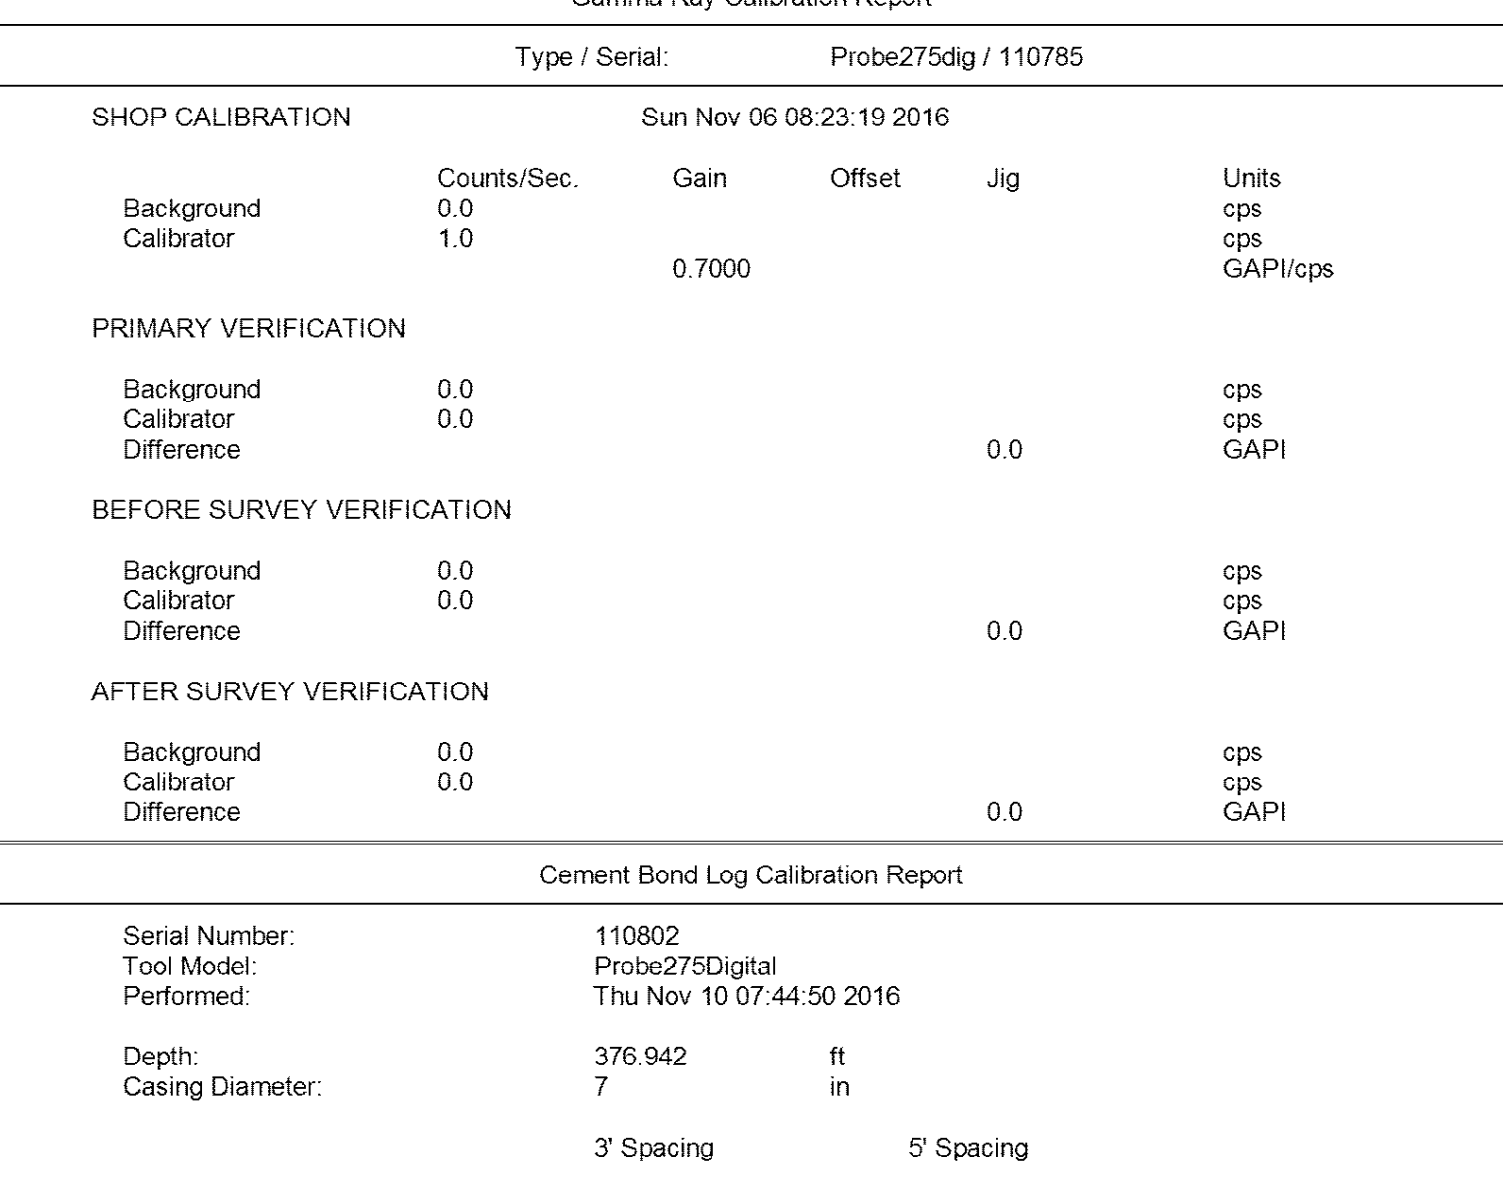 Gamma Ray Calibration Report
Type / Serial: Probe275dig / 110785
SHOP CALIBRATION Sun Nov 06 08:23:19 2016
Counts/Sec. Gain Offset Jig Units
Background 0.0 cps
Calibrator 1.0 cps
0.7000 GAPI/cps
PRIMARY VERIFICATION
Background 0.0 cps
Calibrator 0.0 cps
Difference 0.0 GAPI
BEFORE SURVEY VERIFICATION
Background 0.0 cps
Calibrator 0.0 cps
Difference 0.0 GAPI
AFTER SURVEY VERIFICATION
Background 0.0 cps
Calibrator 0.0 cps
Difference 0.0 GAPI
Cement Bond Log Calibration Report
Serial Number: 110802
Tool Model: Probe275Digital
Performed: Thu Nov 10 07:44:50 2016
Depth: 376.942 ft
Casing Diameter: 7 in
3' Spacing 5' Spacing